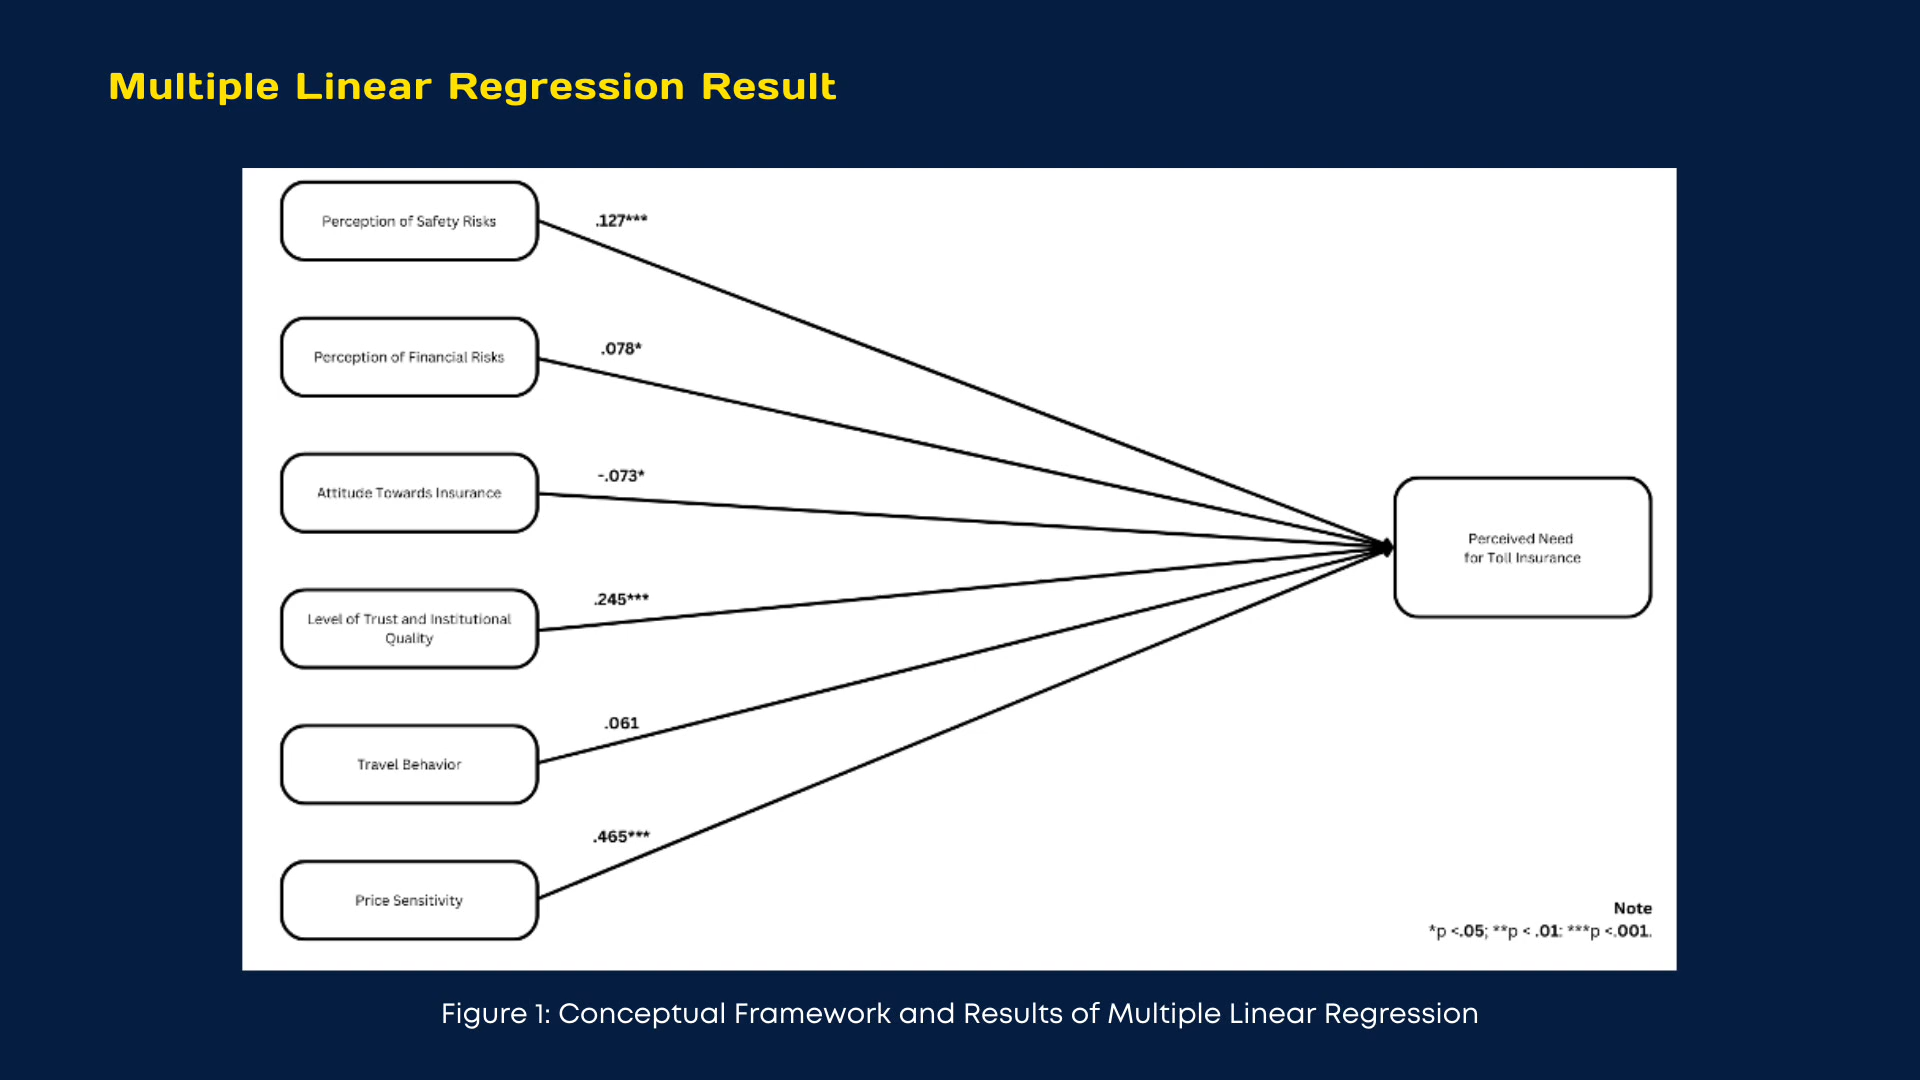 Multiple Linear Regression Result
Perception of Safety Risks
.127***
Perception of Financial Risks
.078*
Attitude Towards Insurance
-.073*
Level of Trust and Institutional
Quality
.245***
Travel Behavior
.061
Price Sensitivity
.465***
Perceived Need
for Toll Insurance
Note
*p <.05; **p < .01: ***p <.001.
Figure 1: Conceptual Framework and Results of Multiple Linear Regression